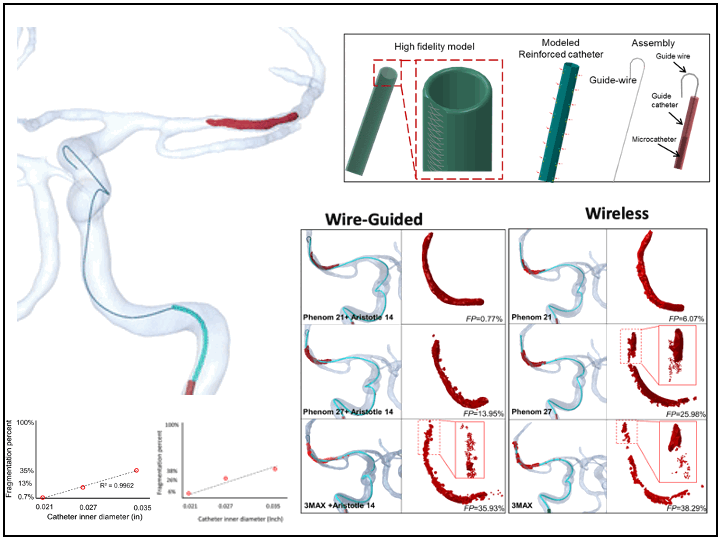 High fidelity model
Modeled
Reinforced catheter
Assembly
Guide wire
Guide-wire
Guide
catheter
Microcatheter
Wire-Guided
Wireless
Phenom 21+ Aristotle 14
FP=0.77%
Phenom 21
FP=6.07%
Phenom 27+ Aristotle 14
FP=13.95%
Phenom 27
FP=25.98%
3MAX +Aristotle 14
FP=35.93%
3MAX
FP=38.29%
Fragmentation percent
100%
35%
13%
0.7%
R² = 0.9962
0.021 0.027 0.035
Catheter inner diameter (in)
Fragmentation percent
100%
38%
26%
6%
0.021 0.027 0.035
Catheter inner diameter (inch)